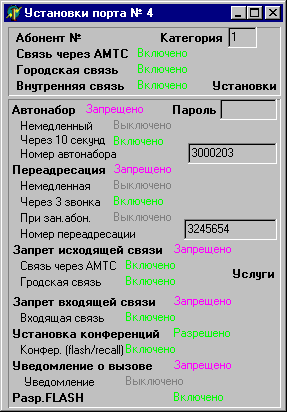 Установки порта № 4
Абонент № Категория 1
Связь через АМТС Включено
Городская связь Включено
Внутренняя связь Включено Установки
Автонабор Запрещено Пароль
Немедленный Выключено
Через 10 секунд Включено
Номер автонабора 3000203
Переадресация Запрещено
Немедленная Выключено
Через 3 звонка Включено
При зан.абон. Выключено
Номер переадресации 3245654
Запрет исходящей связи Запрещено
Связь через АМТС Включено
Гродская связь Включено
Услуги
Запрет входящей связи Запрещено
Входящая связь Включено
Установка конференций Разрешено
Конфер. (flash/recall) Включено
Уведомление о вызове Запрещено
Уведомление Выключено
Разр.FLASH Включено